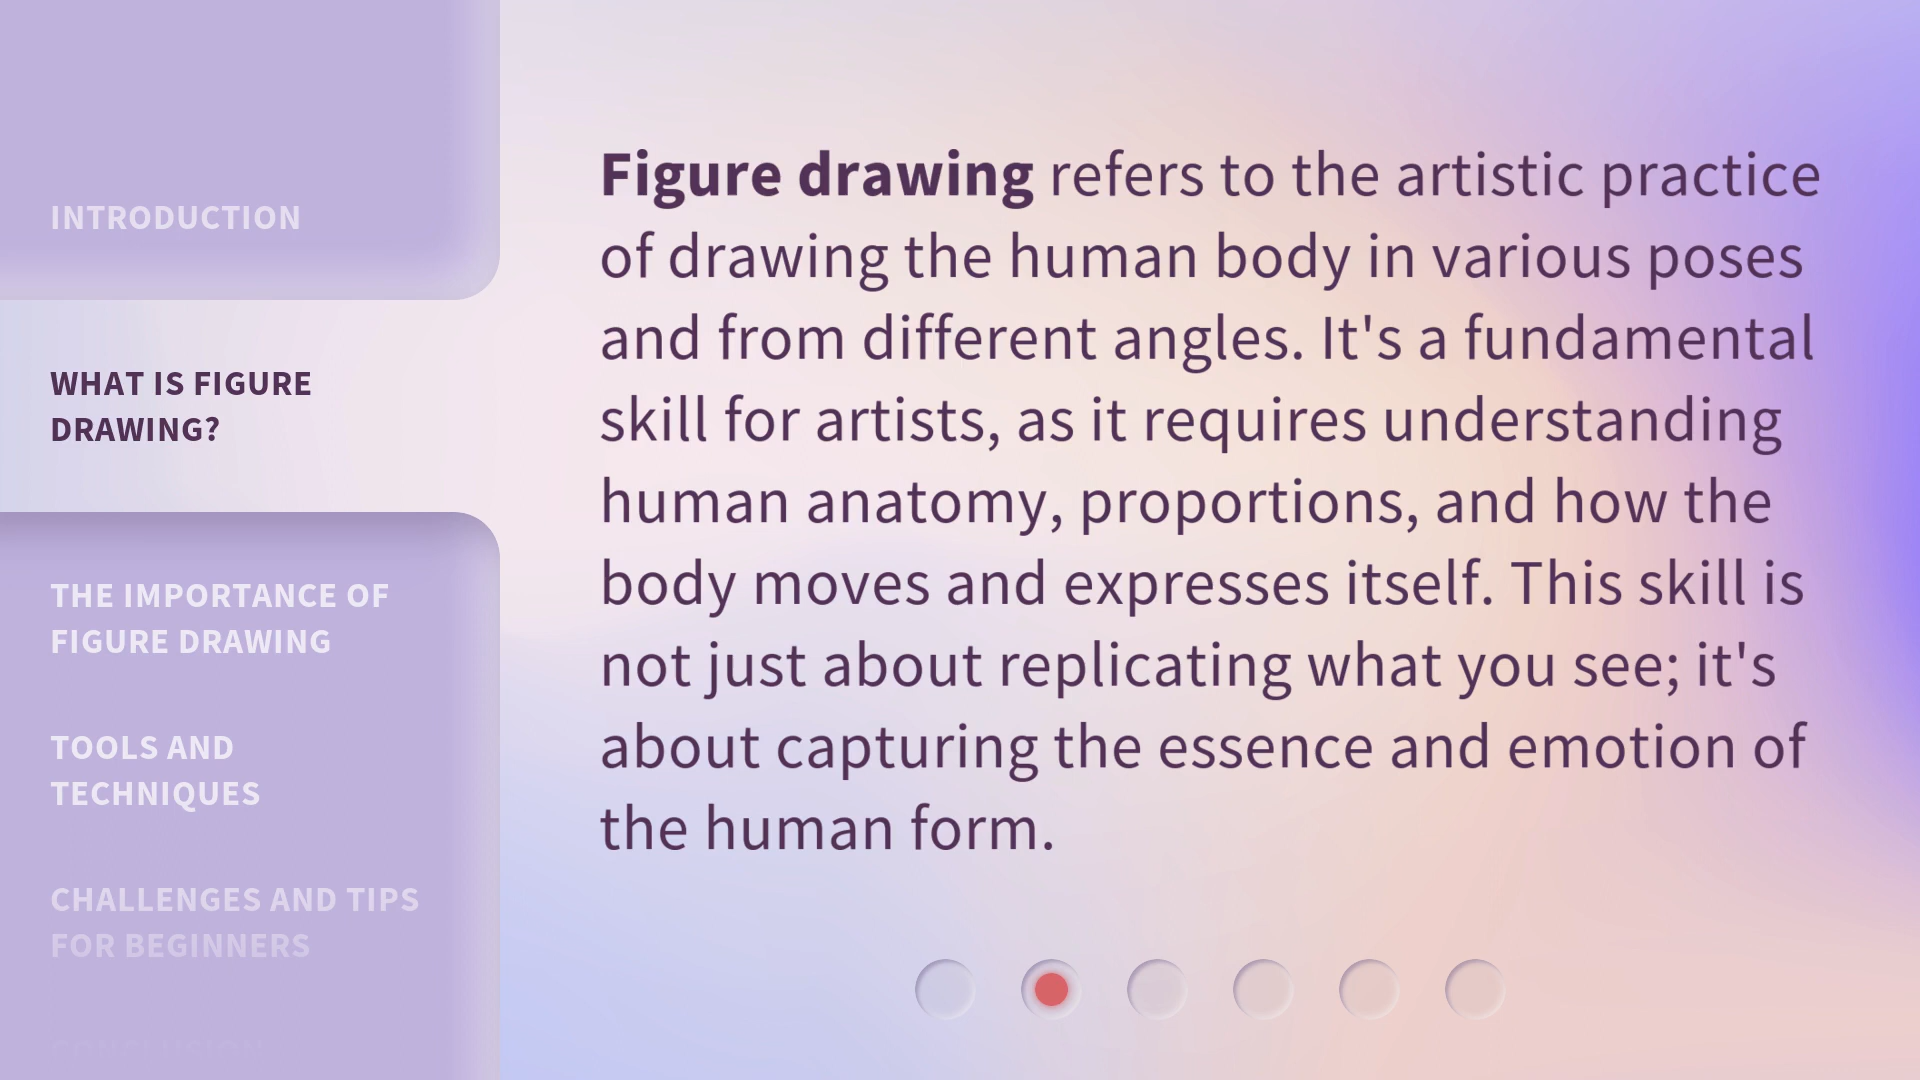 INTRODUCTION
WHAT IS FIGURE
DRAWING?
THE IMPORTANCE OF
FIGURE DRAWING
TOOLS AND
TECHNIQUES
CHALLENGES AND TIPS
FOR BEGINNERS
CONCLUSION
Figure drawing refers to the artistic practice
of drawing the human body in various poses
and from different angles. It's a fundamental
skill for artists, as it requires understanding
human anatomy, proportions, and how the
body moves and expresses itself. This skill is
not just about replicating what you see; it's
about capturing the essence and emotion of
the human form.